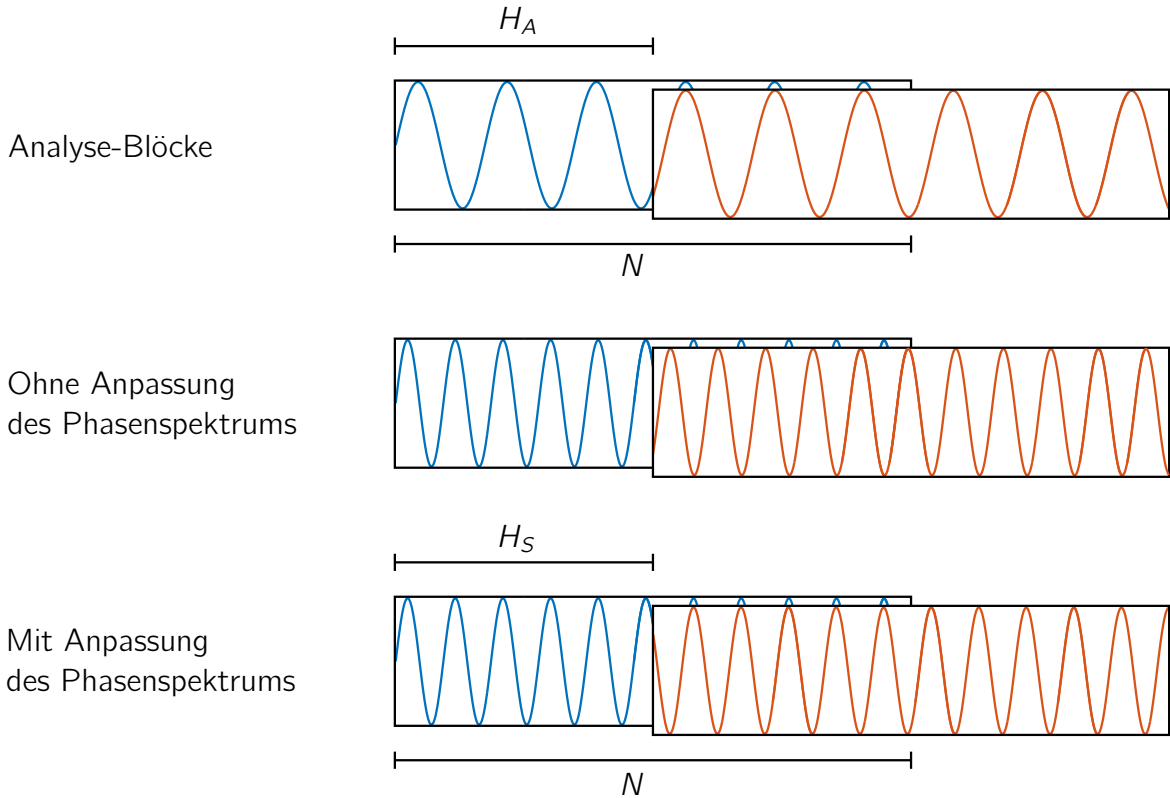 H_A
Analyse-Blöcke
N
Ohne Anpassung
des Phasenspektrums
H_S
Mit Anpassung
des Phasenspektrums
N